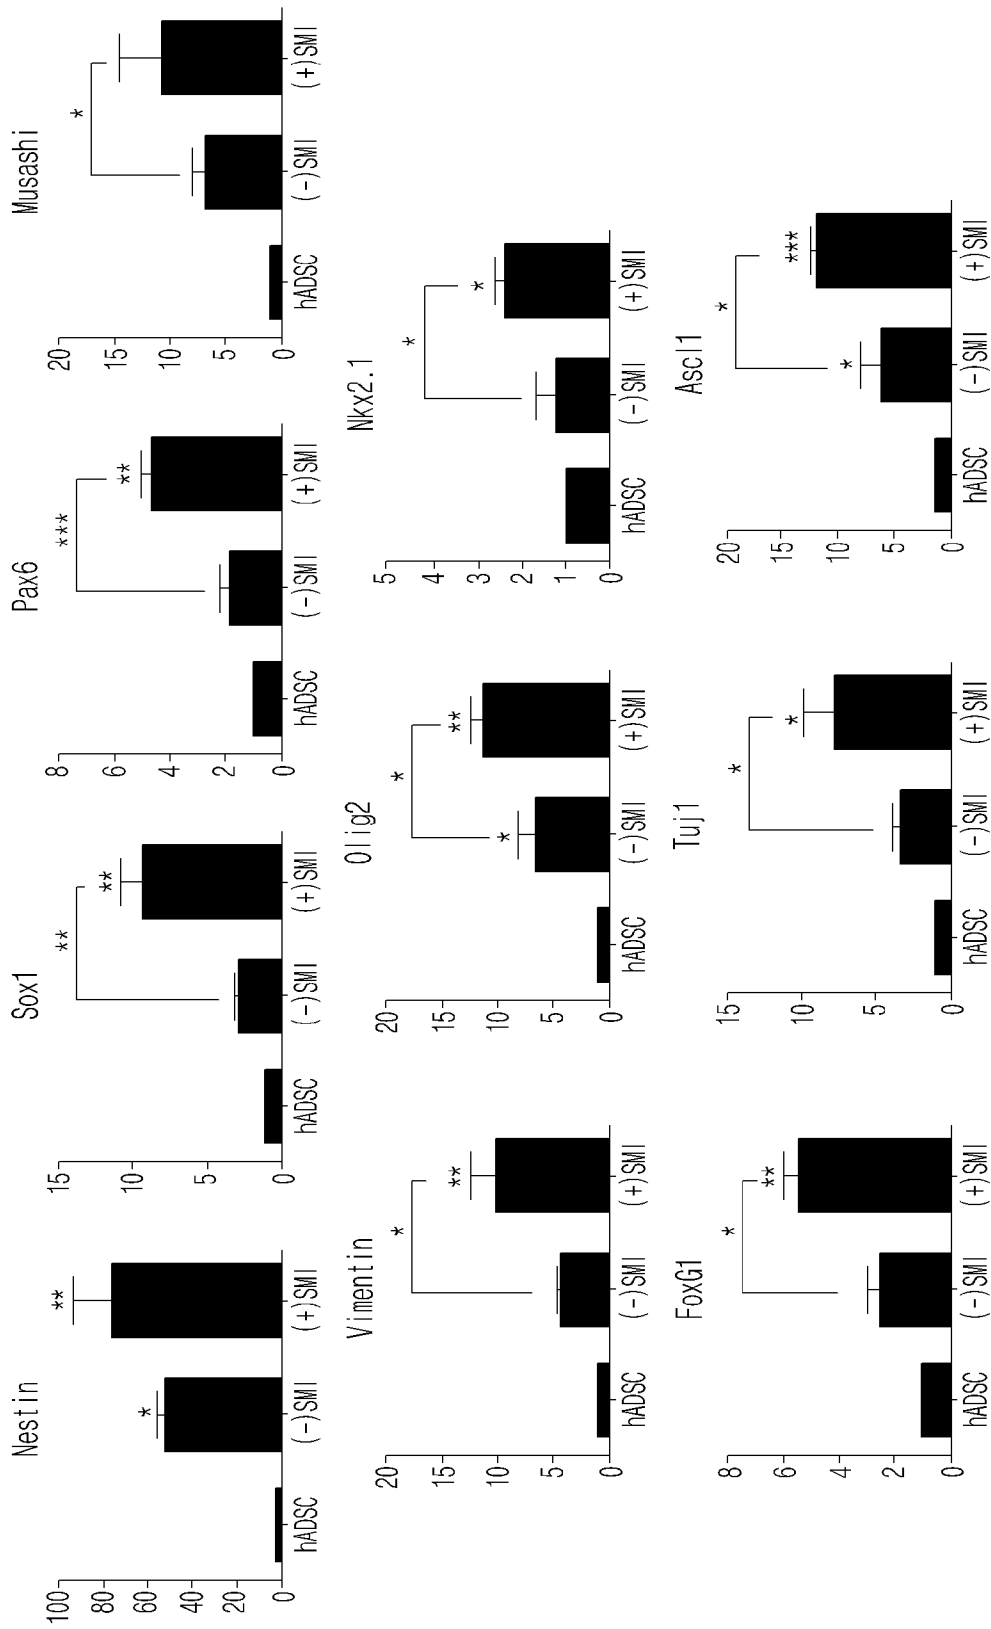 Nestin
**
*
100
80
60
40
20
0
hADSC
(-)SMI
(+)SMI
Sox1
**
**
15
10
5
0
hADSC
(-)SMI
(+)SMI
Pax6
***
**
8
6
4
2
0
hADSC
(-)SMI
(+)SMI
Musashi
*
20
15
10
5
0
hADSC
(-)SMI
(+)SMI
Vimentin
*
**
20
15
10
5
0
hADSC
(-)SMI
(+)SMI
Olig2
*
**
*
20
15
10
5
0
hADSC
(-)SMI
(+)SMI
Nkx2.1
*
*
5
4
3
2
1
0
hADSC
(-)SMI
(+)SMI
FoxG1
*
**
8
6
4
2
0
hADSC
(-)SMI
(+)SMI
Tuj1
*
*
15
10
5
0
hADSC
(-)SMI
(+)SMI
Ascl1
*
***
*
20
15
10
5
0
hADSC
(-)SMI
(+)SMI